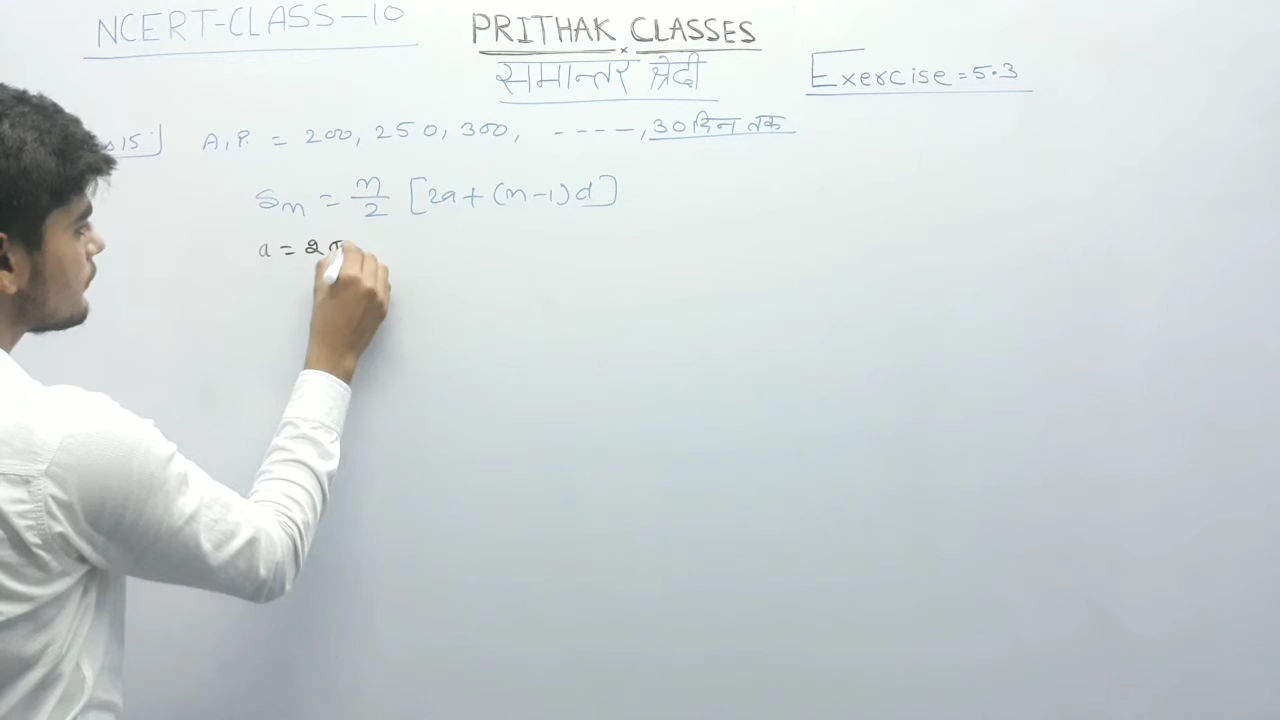 NCERT-CLASS-10
PRITHAK CLASSES
×
समान्तर श्रेढी
Exercise = 5.3
15
A.P. = 200, 250, 300, ----, 30 दिन तक
Sn = n/2 [2a + (n-1)d]
a = 2